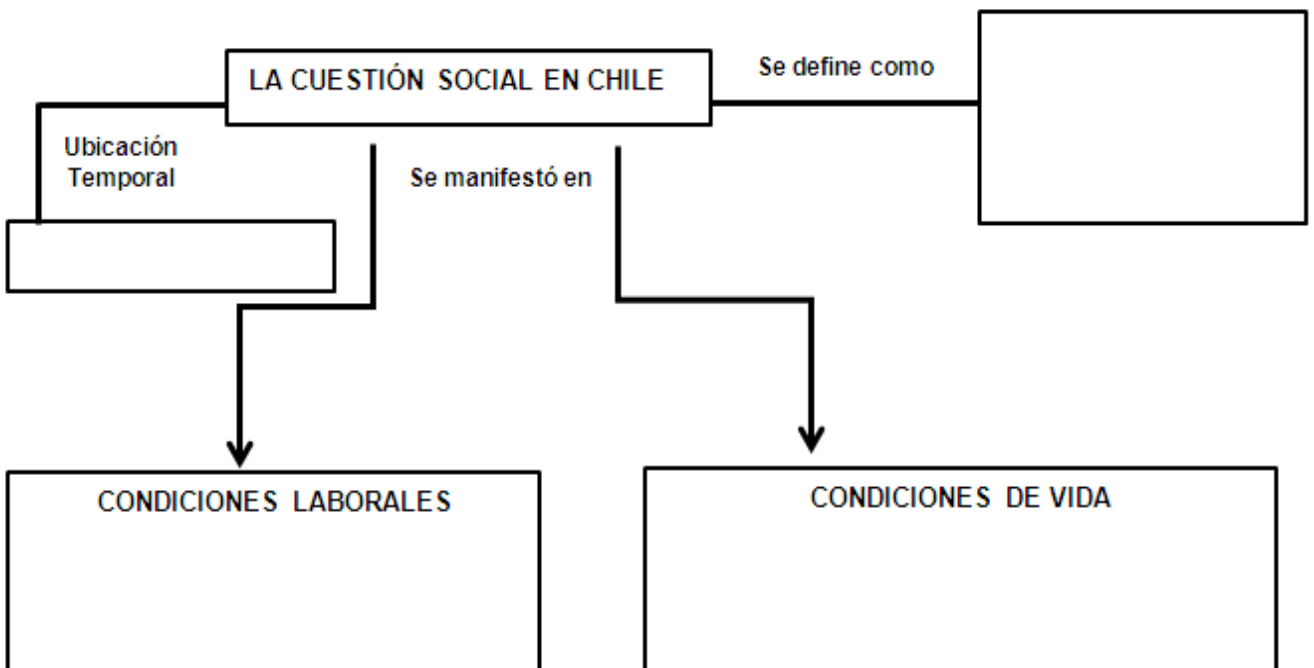 LA CUESTIÓN SOCIAL EN CHILE
Se define como
Ubicación
Temporal
Se manifestó en
CONDICIONES LABORALES
CONDICIONES DE VIDA